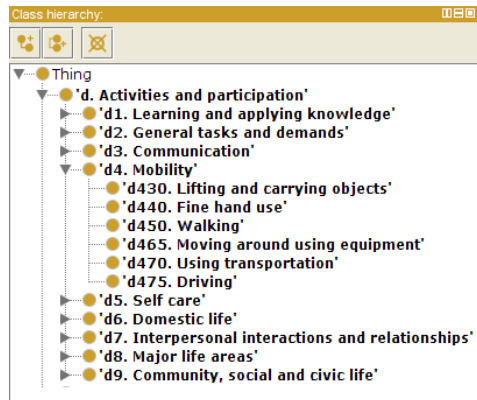 Class hierarchy:
Thing
'd. Activities and participation'
'd1. Learning and applying knowledge'
'd2. General tasks and demands'
'd3. Communication'
'd4. Mobility'
'd430. Lifting and carrying objects'
'd440. Fine hand use'
'd450. Walking'
'd465. Moving around using equipment'
'd470. Using transportation'
'd475. Driving'
'd5. Self care'
'd6. Domestic life'
'd7. Interpersonal interactions and relationships'
'd8. Major life areas'
'd9. Community, social and civic life'